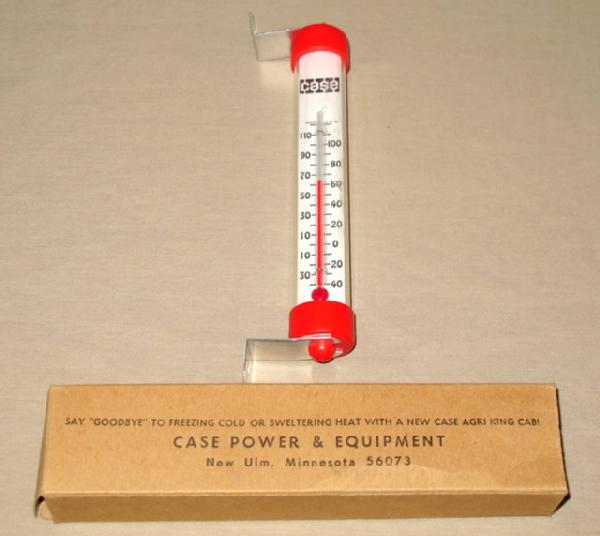 case
110 100
90 80
70 60
50 40
30 20
10 0
10 20
30 40
SAY "GOODBYE" TO FREEZING COLD OR SWELTERING HEAT WITH A NEW CASE AGRI KING CAB!
CASE POWER & EQUIPMENT
New Ulm, Minnesota 56073